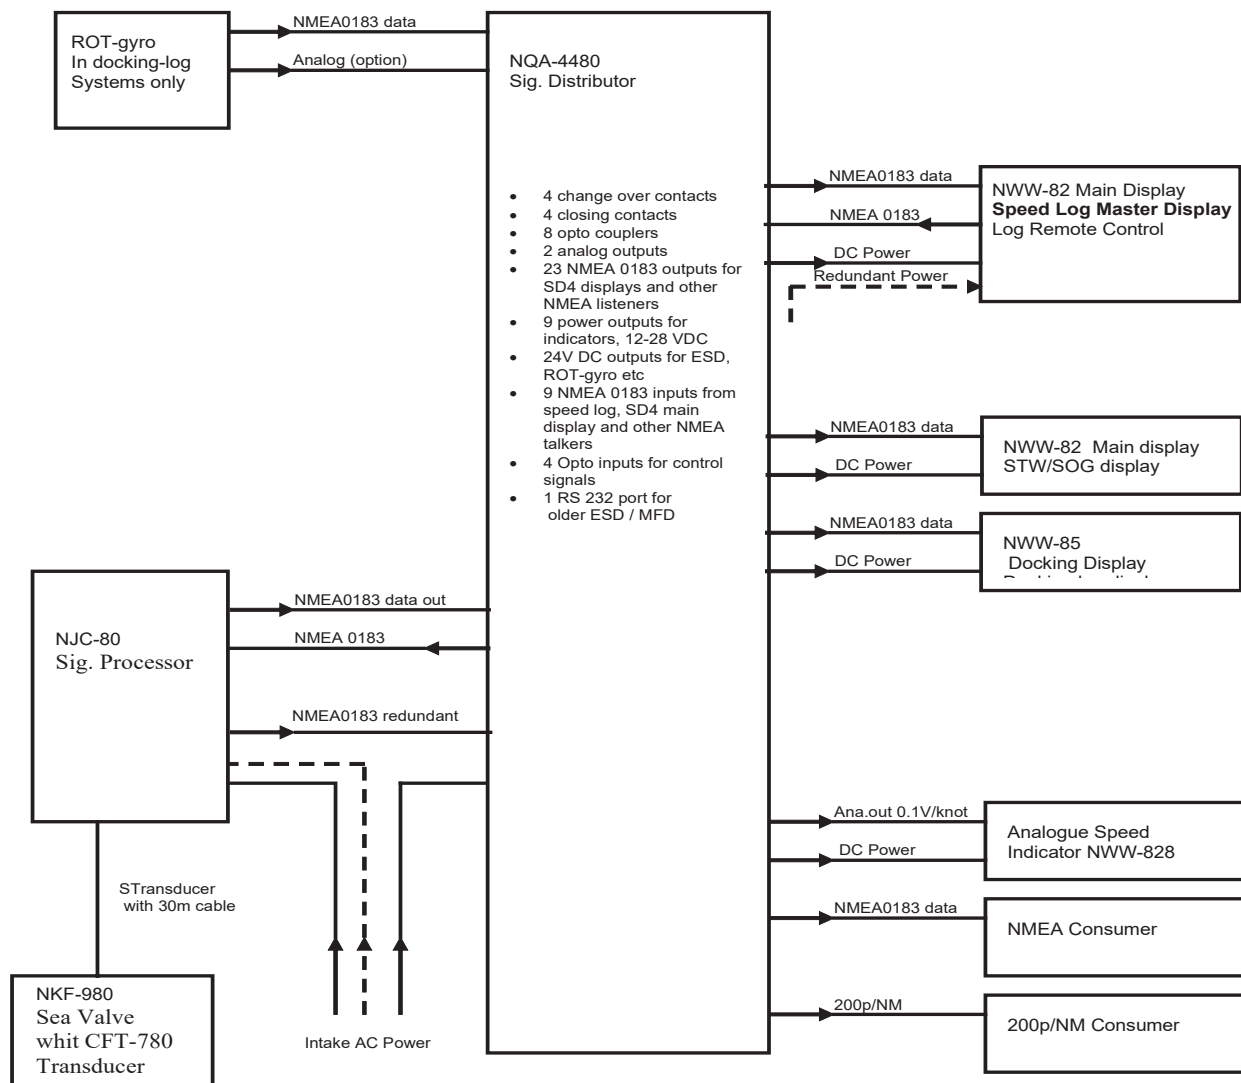 ROT-gyro
In docking-log
Systems only
NMEA0183 data
Analog (option)
NQA-4480
Sig. Distributor
• 4 change over contacts
• 4 closing contacts
• 8 opto couplers
• 2 analog outputs
• 23 NMEA 0183 outputs for
SD4 displays and other
NMEA listeners
• 9 power outputs for
indicators, 12-28 VDC
• 24V DC outputs for ESD,
ROT-gyro etc
• 9 NMEA 0183 inputs from
speed log, SD4 main
display and other NMEA
talkers
• 4 Opto inputs for control
signals
• 1 RS 232 port for
older ESD / MFD
NMEA0183 data
NMEA 0183
DC Power
Redundant Power
NWW-82 Main Display
Speed Log Master Display
Log Remote Control
NMEA0183 data
DC Power
NWW-82 Main display
STW/SOG display
NMEA0183 data
DC Power
NWW-85
Docking Display
NJC-80
Sig. Processor
NMEA0183 data out
NMEA 0183
NMEA0183 redundant
STransducer
with 30m cable
NKF-980
Sea Valve
whit CFT-780
Transducer
Intake AC Power
Ana.out 0.1V/knot
DC Power
Analogue Speed
Indicator NWW-828
NMEA0183 data
NMEA Consumer
200p/NM
200p/NM Consumer